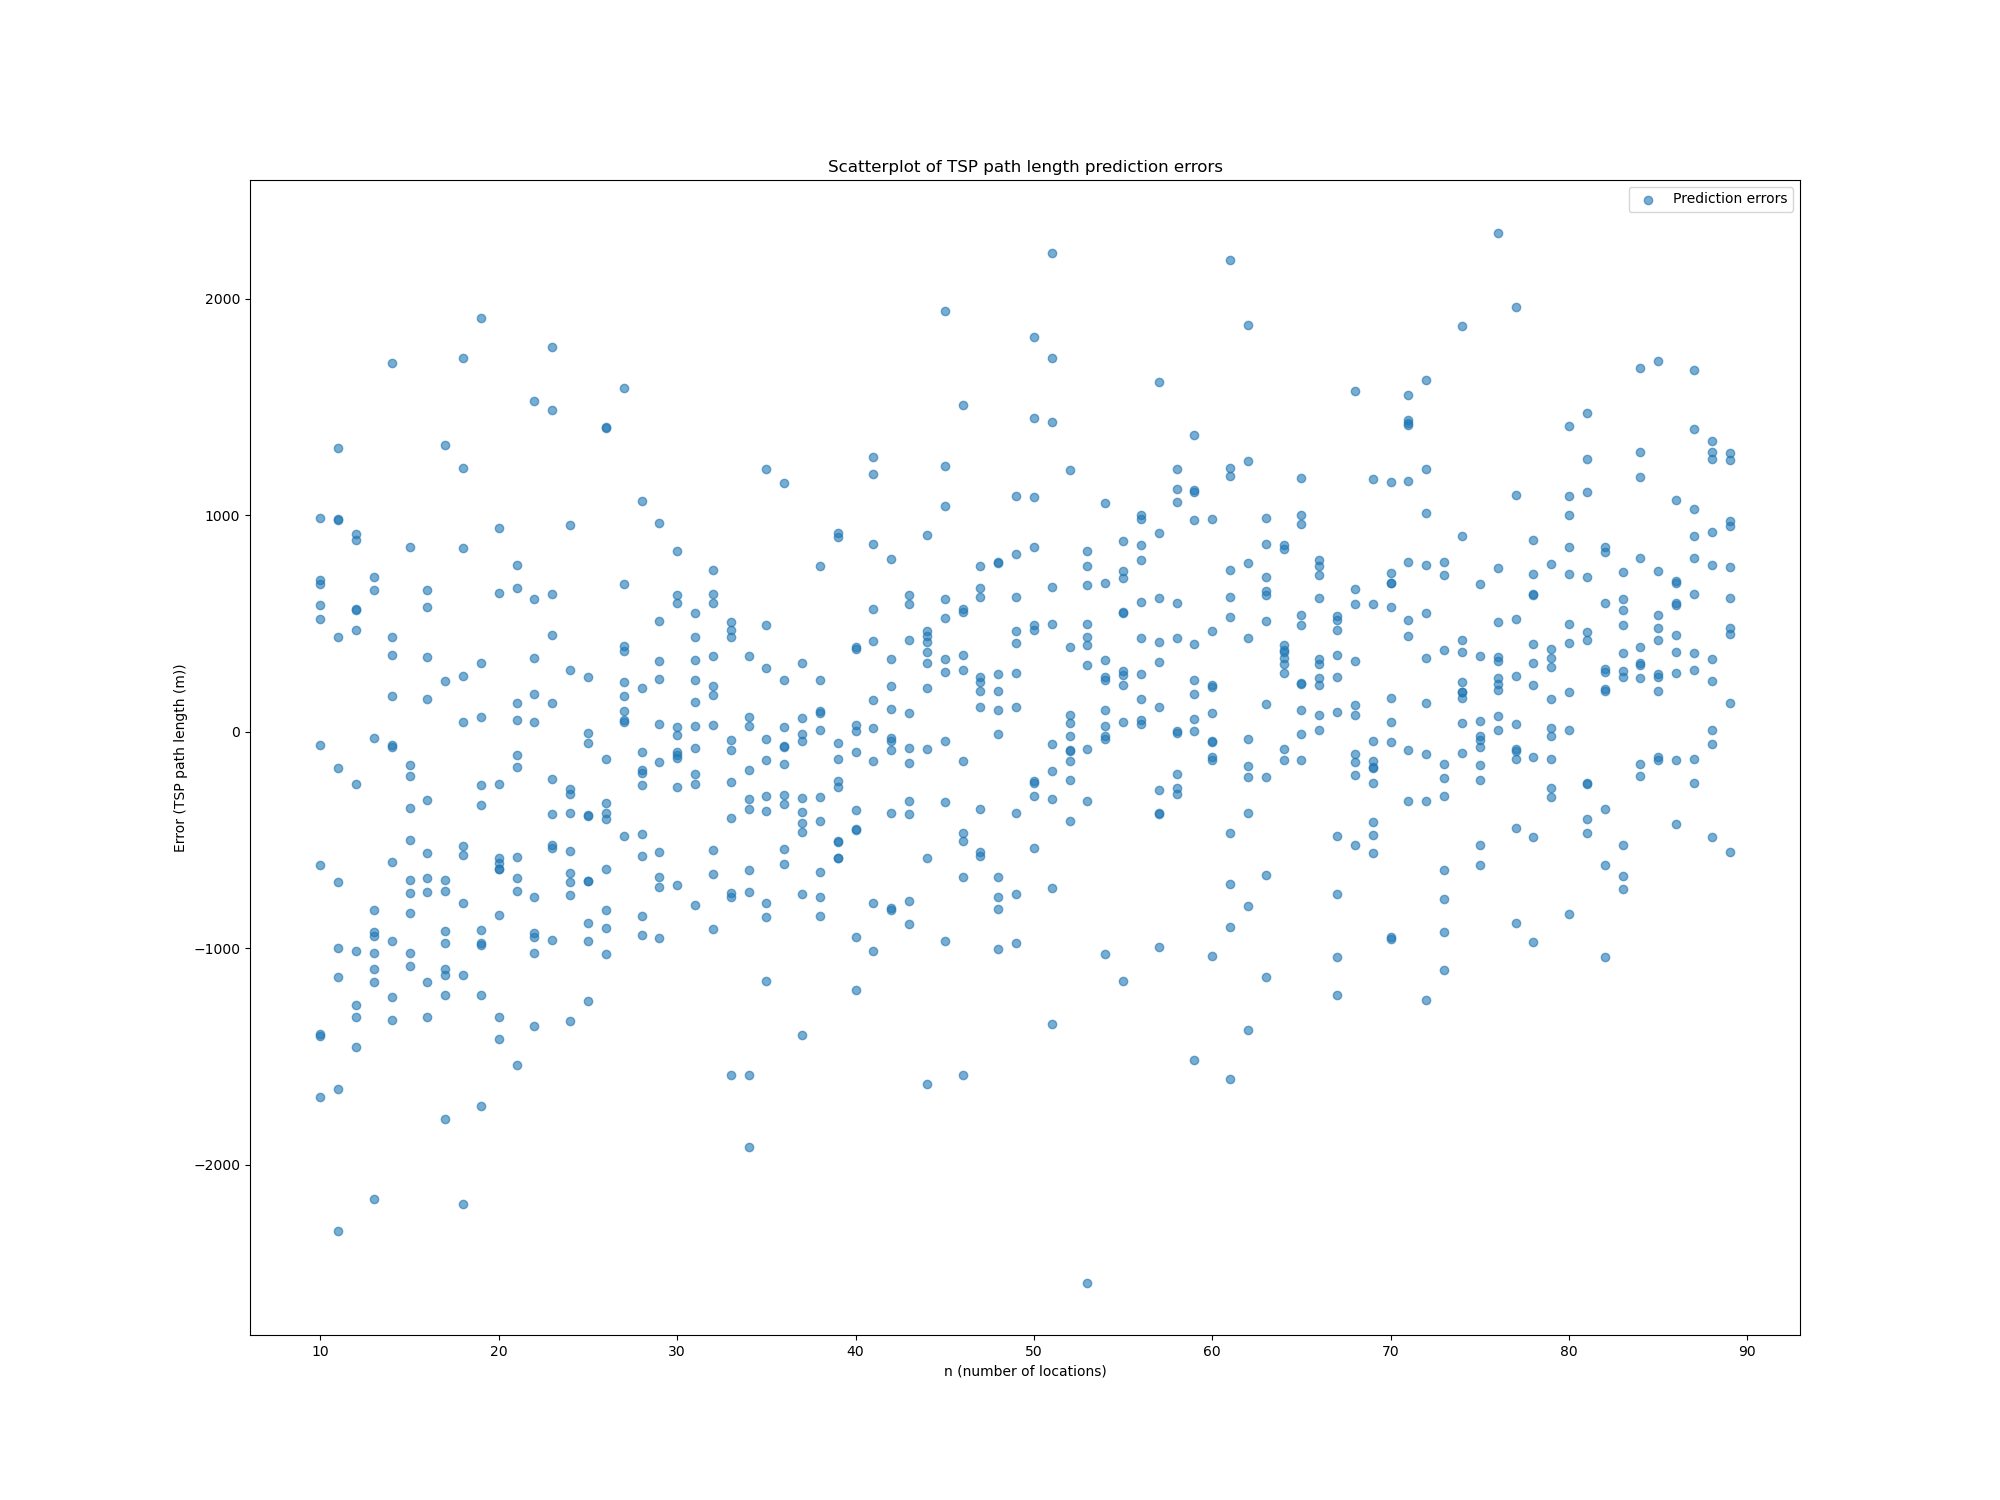 Scatterplot of TSP path length prediction errors
Prediction errors
2000
1000
0
−1000
−2000
Error (TSP path length (m))
10 20 30 40 50 60 70 80 90
n (number of locations)